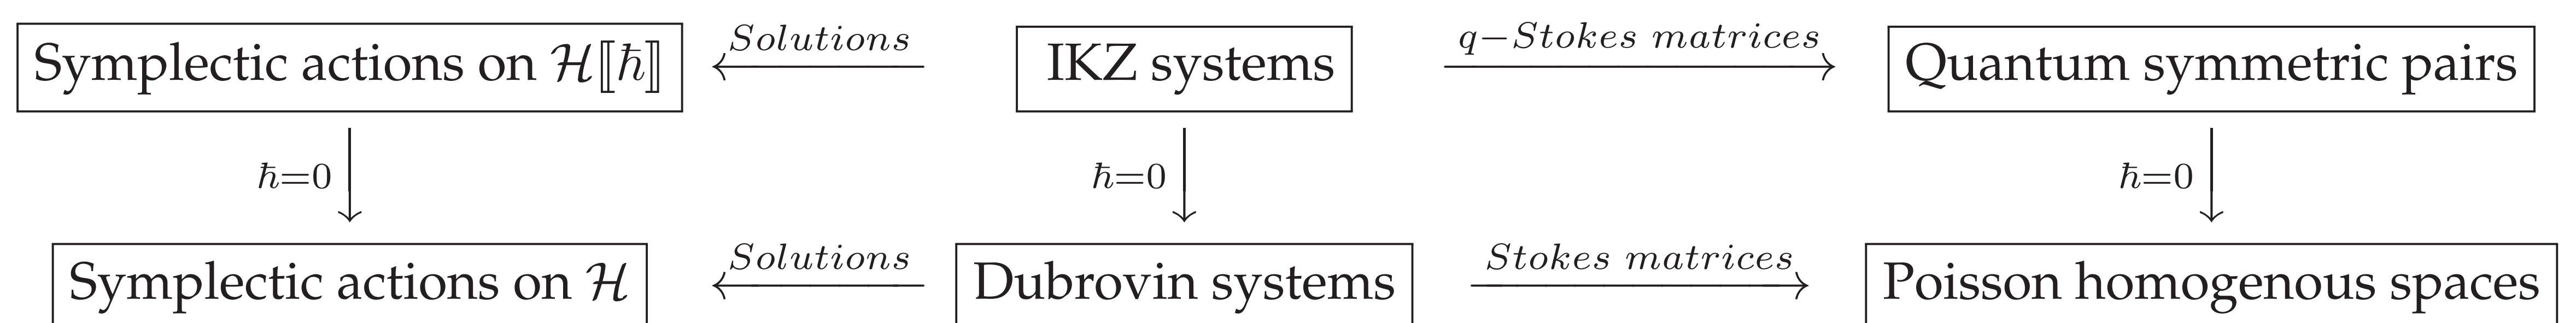 Symplectic actions on ℋ⟦ℏ⟧ Solutions IKZ systems q−Stokes matrices Quantum symmetric pairs
ℏ=0 ℏ=0 ℏ=0
Symplectic actions on ℋ Solutions Dubrovin systems Stokes matrices Poisson homogenous spaces